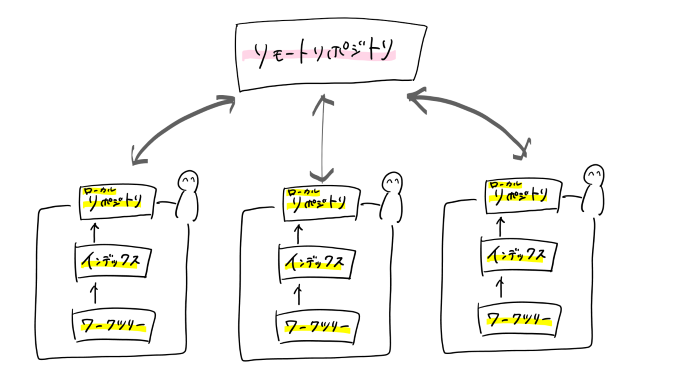 リモートリポジトリ
ローカル
リポジトリ
インデックス
ワークツリー
ローカル
リポジトリ
インデックス
ワークツリー
ローカル
リポジトリ
インデックス
ワークツリー